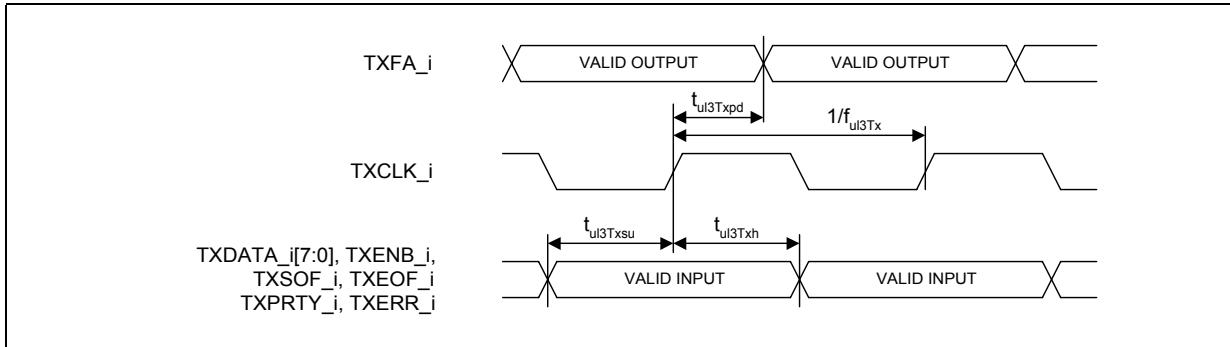 TXFA_i
VALID OUTPUT
VALID OUTPUT
tul3Txpd
1/ful3Tx
TXCLK_i
tul3Txsu
tul3Txh
TXDATA_i[7:0], TXENB_i,
TXSOF_i, TXEOF_i
TXPRTY_i, TXERR_i
VALID INPUT
VALID INPUT